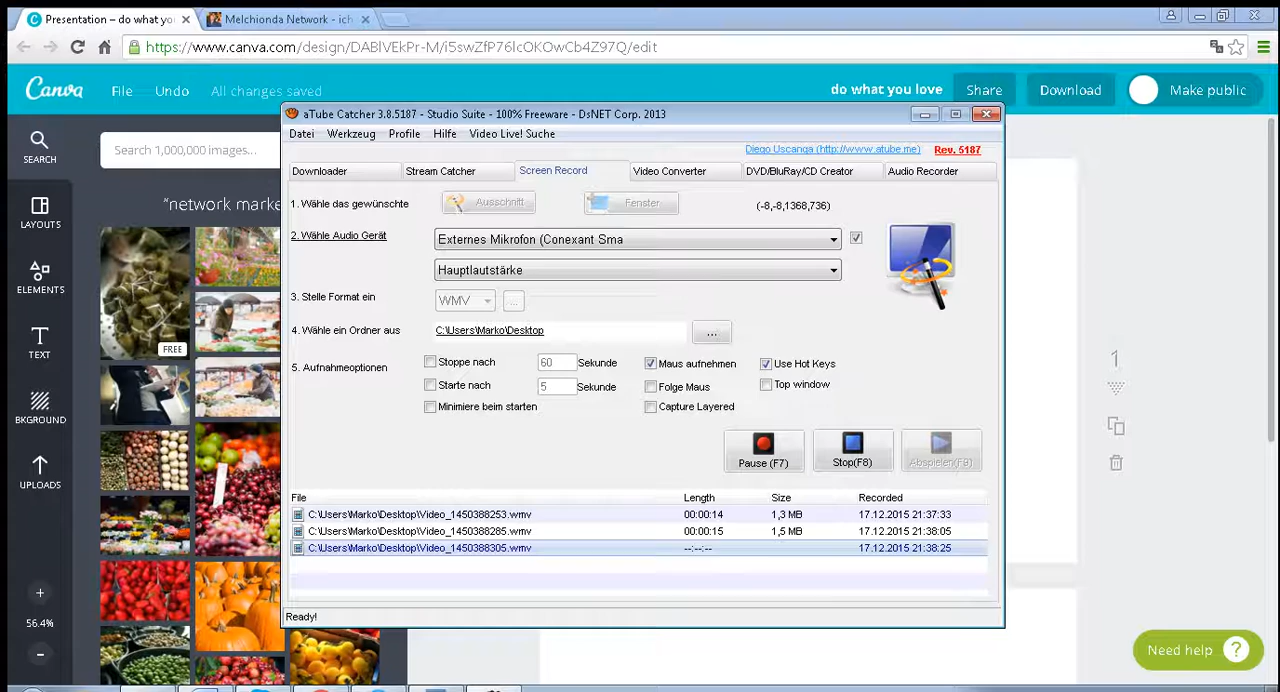 Presentation – do what yo
Melchionda Network - ich
https://www.canva.com/design/DABlVEkPr-M/i5swZfP76lcOKOwCb4Z97Q/edit
Canva File Undo All changes saved do what you love Share Download Make public
aTube Catcher 3.8.5187 - Studio Suite - 100% Freeware - DsNET Corp. 2013
Datei Werkzeug Profile Hilfe Video Live! Suche
SEARCH
Search 1,000,000 images...
Diego Uscanga (http://www.atube.me) Rev. 5187
Downloader Stream Catcher Screen Record Video Converter DVD/BluRay/CD Creator Audio Recorder
"network marke
1. Wähle das gewünschte Ausschnitt Fenster (-8,-8,1368,736)
LAYOUTS
2. Wähle Audio Gerät Externes Mikrofon (Conexant Sma
Hauptlautstärke
ELEMENTS
3. Stelle Format ein WMV ...
4. Wähle ein Ordner aus C:\Users\Marko\Desktop ...
TEXT
FREE
5. Aufnahmeoptionen Stoppe nach 60 Sekunde Maus aufnehmen Use Hot Keys
Starte nach 5 Sekunde Folge Maus Top window
Minimiere beim starten Capture Layered
1
BKGROUND
Pause (F7) Stop(F8) Abspielen(F9)
UPLOADS
File Length Size Recorded
C:\Users\Marko\Desktop\Video_1450388253.wmv 00:00:14 1,3 MB 17.12.2015 21:37:33
C:\Users\Marko\Desktop\Video_1450388285.wmv 00:00:15 1,5 MB 17.12.2015 21:38:05
C:\Users\Marko\Desktop\Video_1450388305.wmv --:--:-- 17.12.2015 21:38:25
+
56.4%
-
Ready!
Need help ?